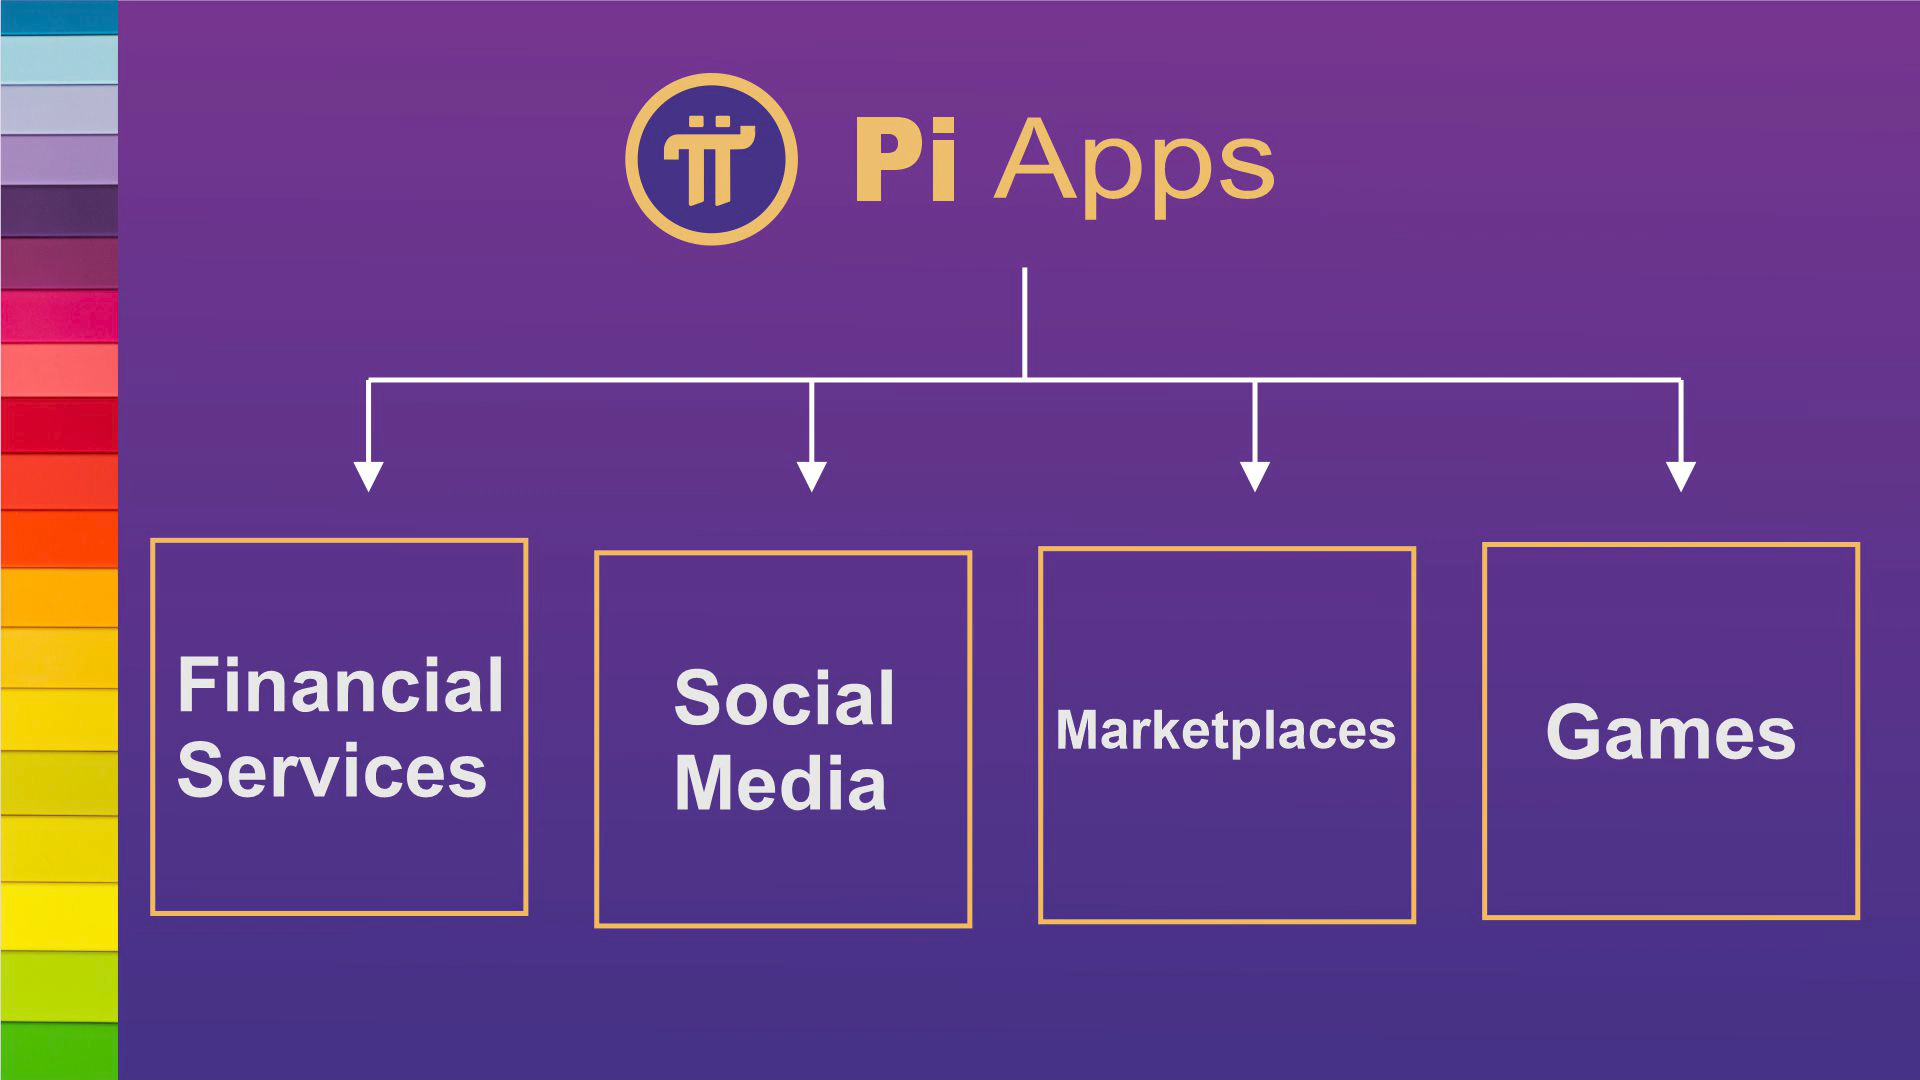 Pi Apps
Financial
Services
Social
Media
Marketplaces
Games